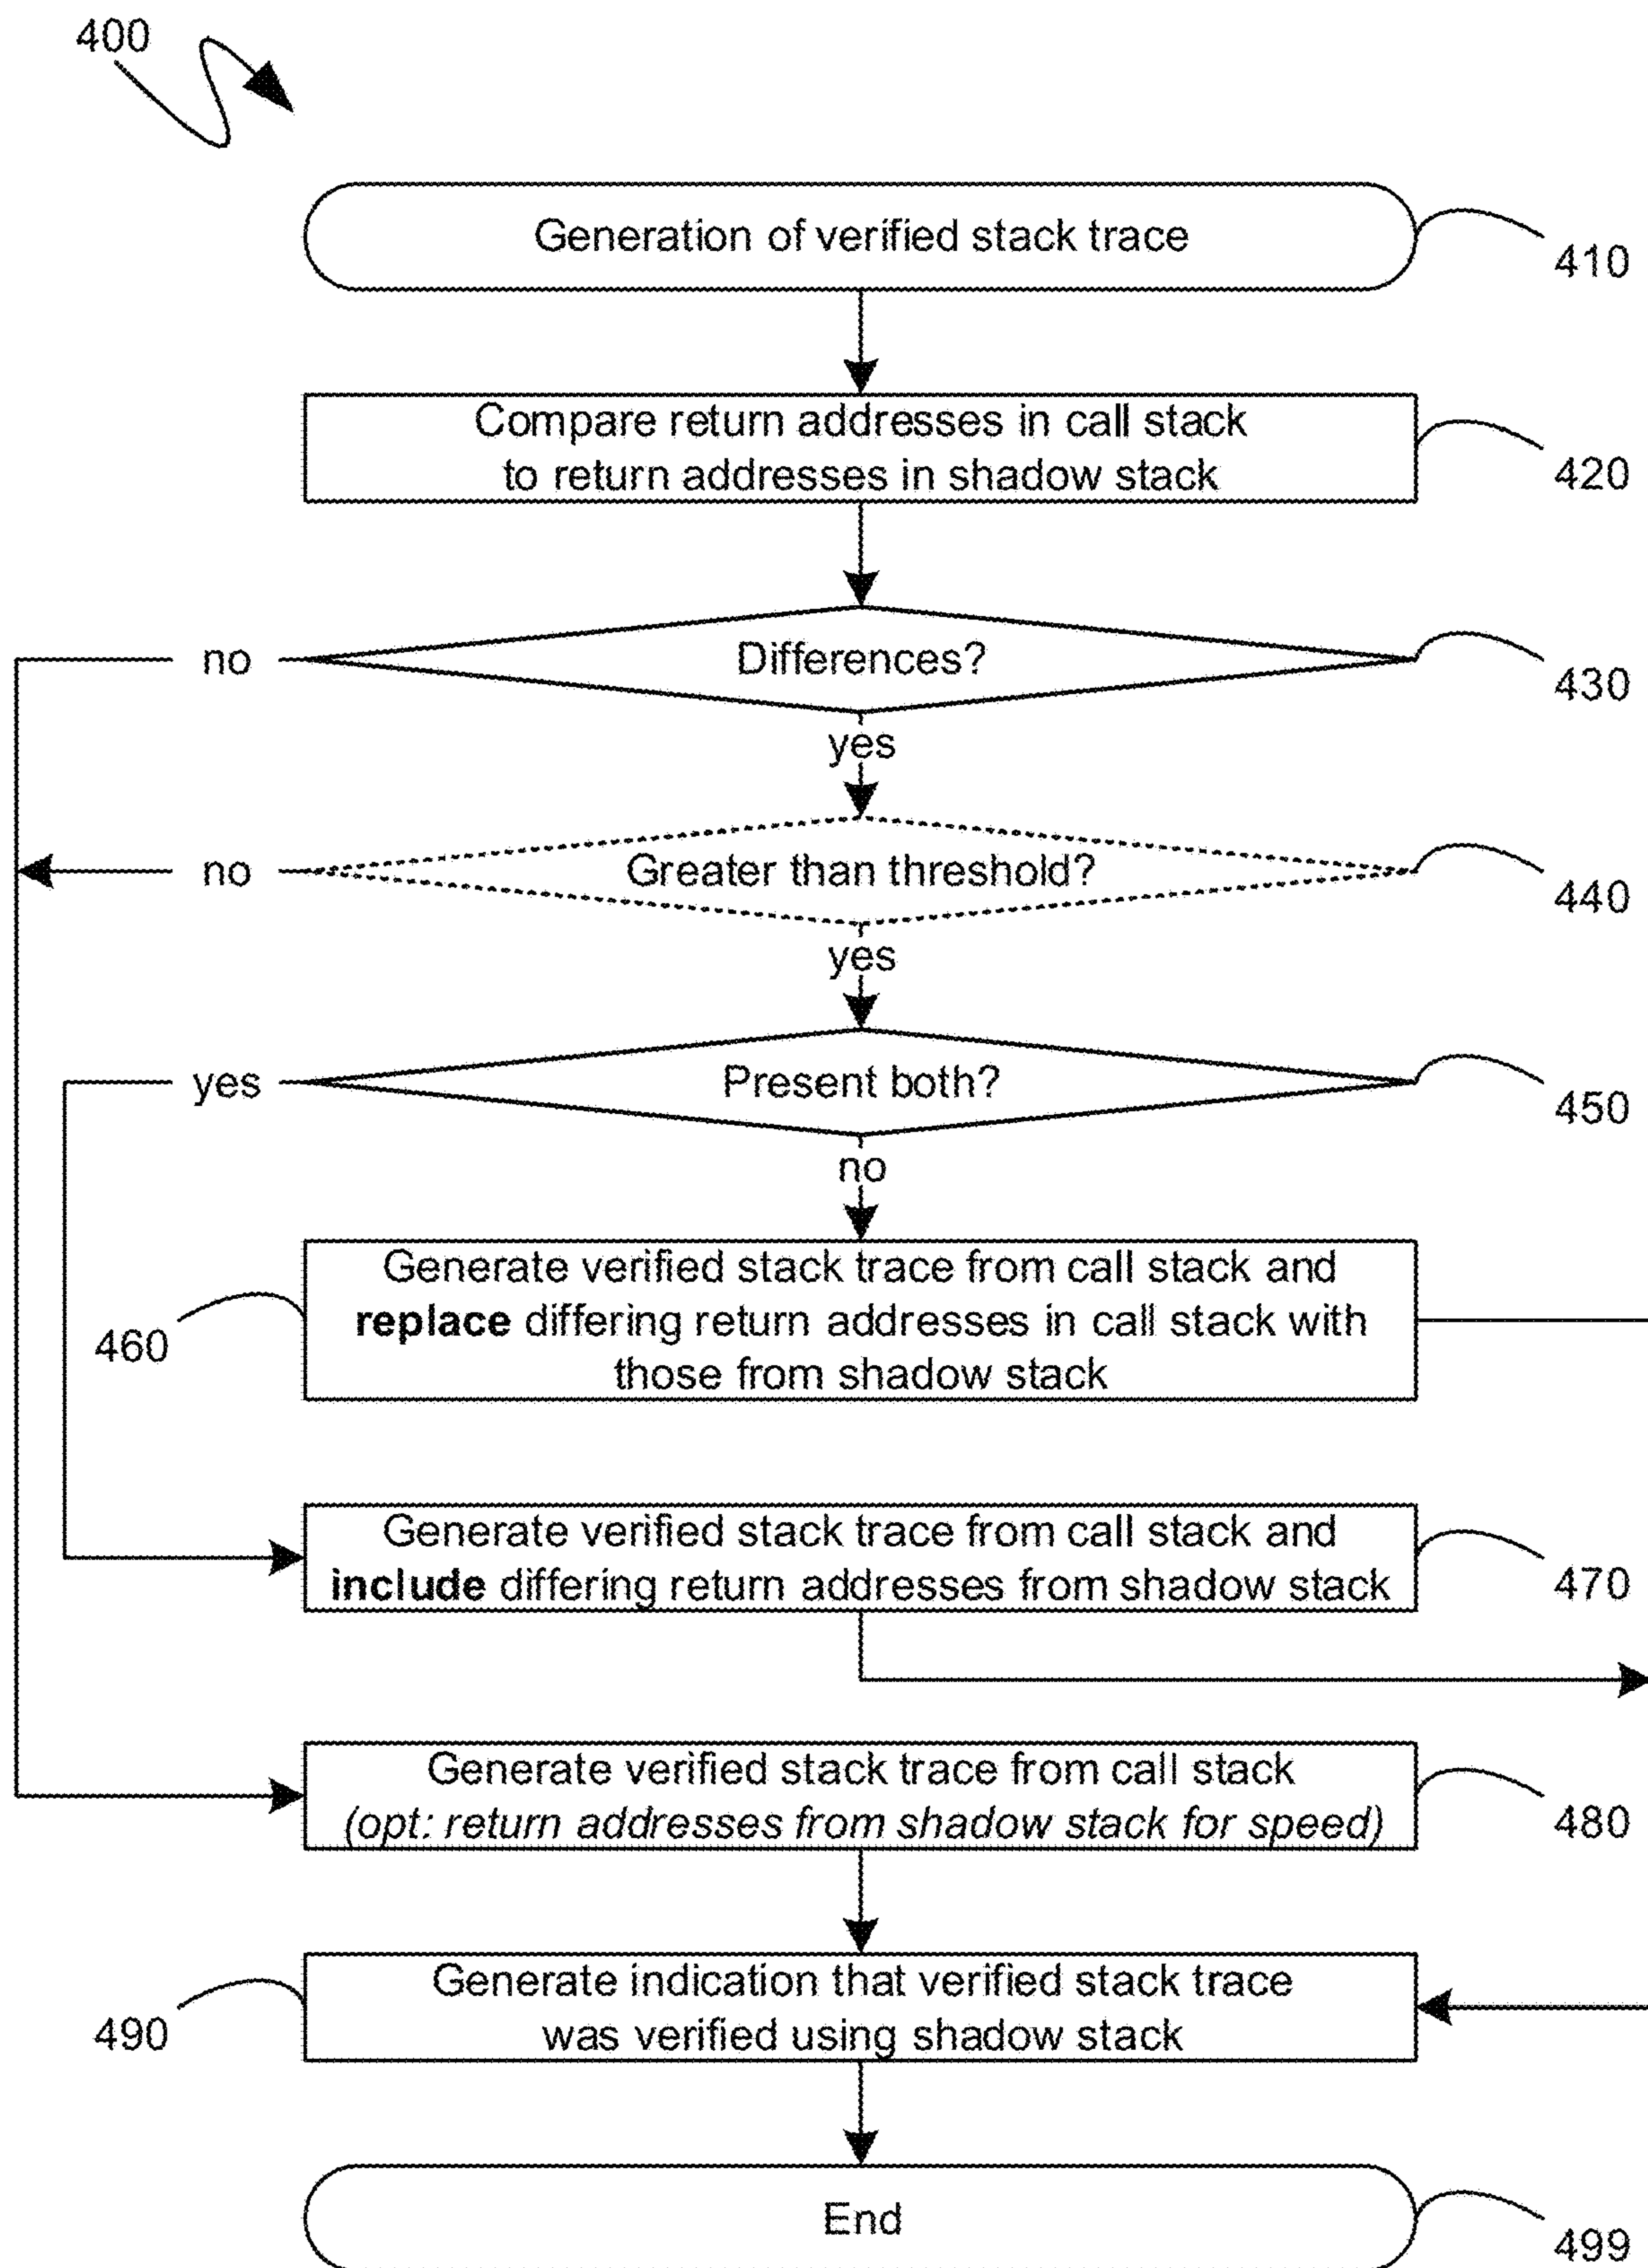 400
Generation of verified stack trace
410
Compare return addresses in call stack
to return addresses in shadow stack
420
no
Differences?
430
yes
no
Greater than threshold?
440
yes
yes
Present both?
450
no
Generate verified stack trace from call stack and
replace differing return addresses in call stack with
those from shadow stack
460
Generate verified stack trace from call stack and
include differing return addresses from shadow stack
470
Generate verified stack trace from call stack
(opt: return addresses from shadow stack for speed)
480
Generate indication that verified stack trace
was verified using shadow stack
490
End
499